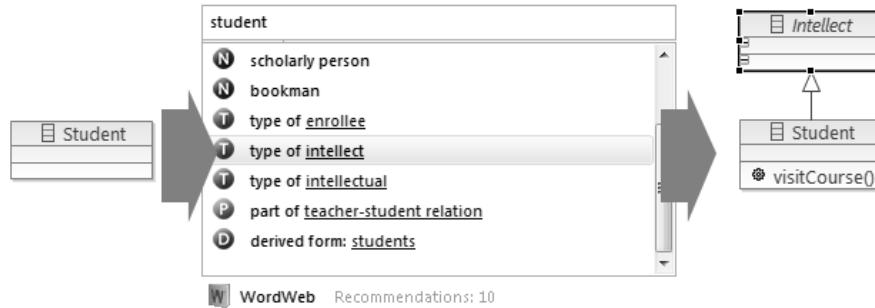 Student
student
N scholarly person
N bookman
T type of enrollee
T type of intellect
T type of intellectual
P part of teacher-student relation
D derived form: students
W WordWeb Recommendations: 10
Intellect
Student
visitCourse()